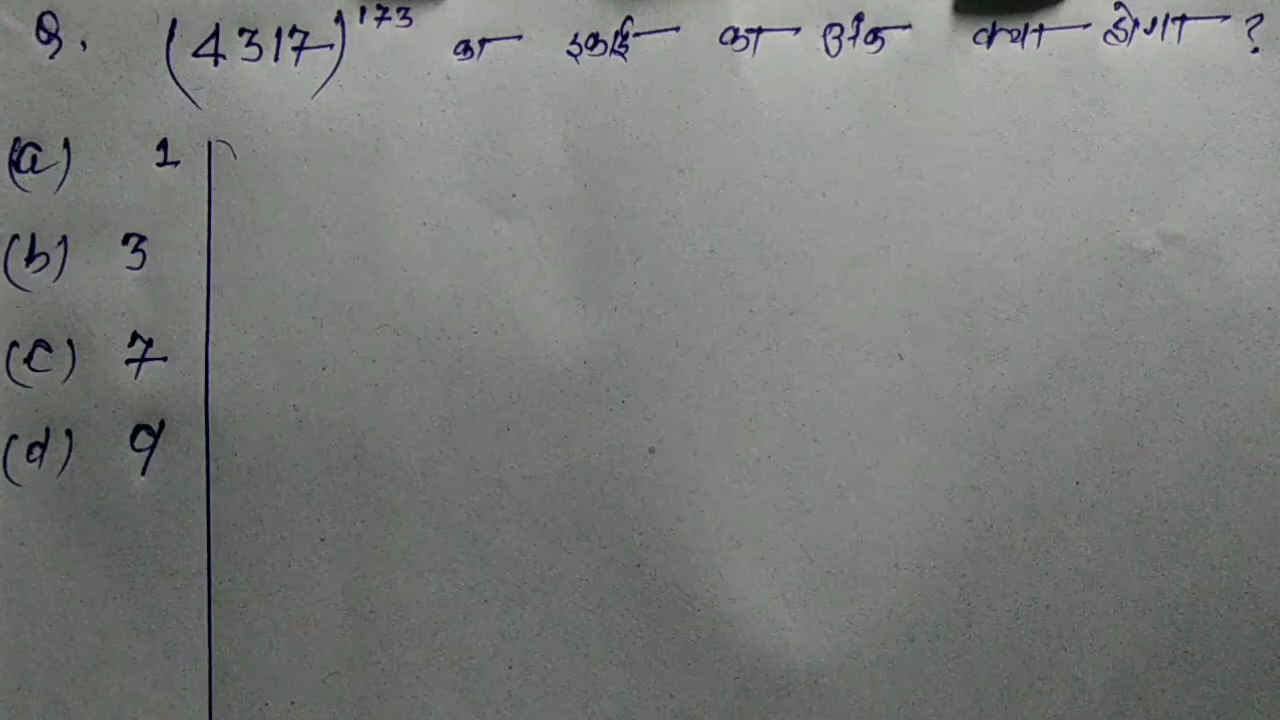 Q. (4317)^173 का इकाई का अंक क्या होगा ?
(a) 1
(b) 3
(c) 7
(d) 9